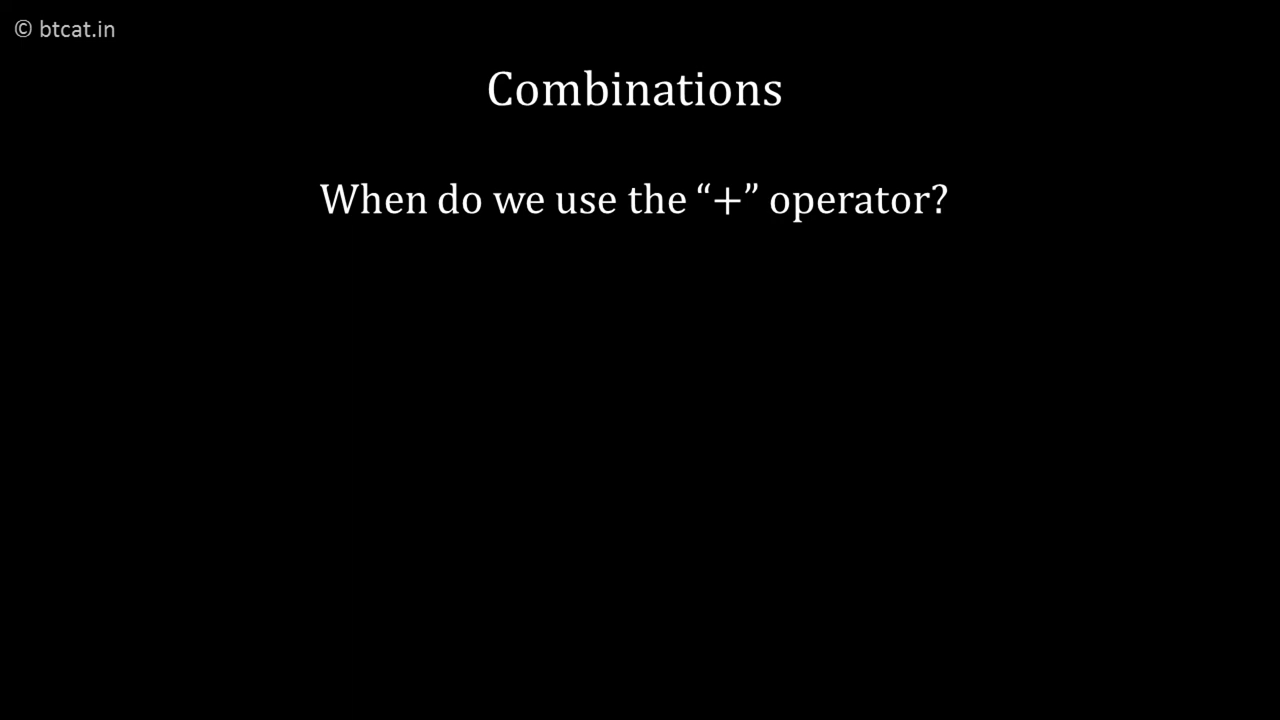 © btcat.in
Combinations
When do we use the “+” operator?